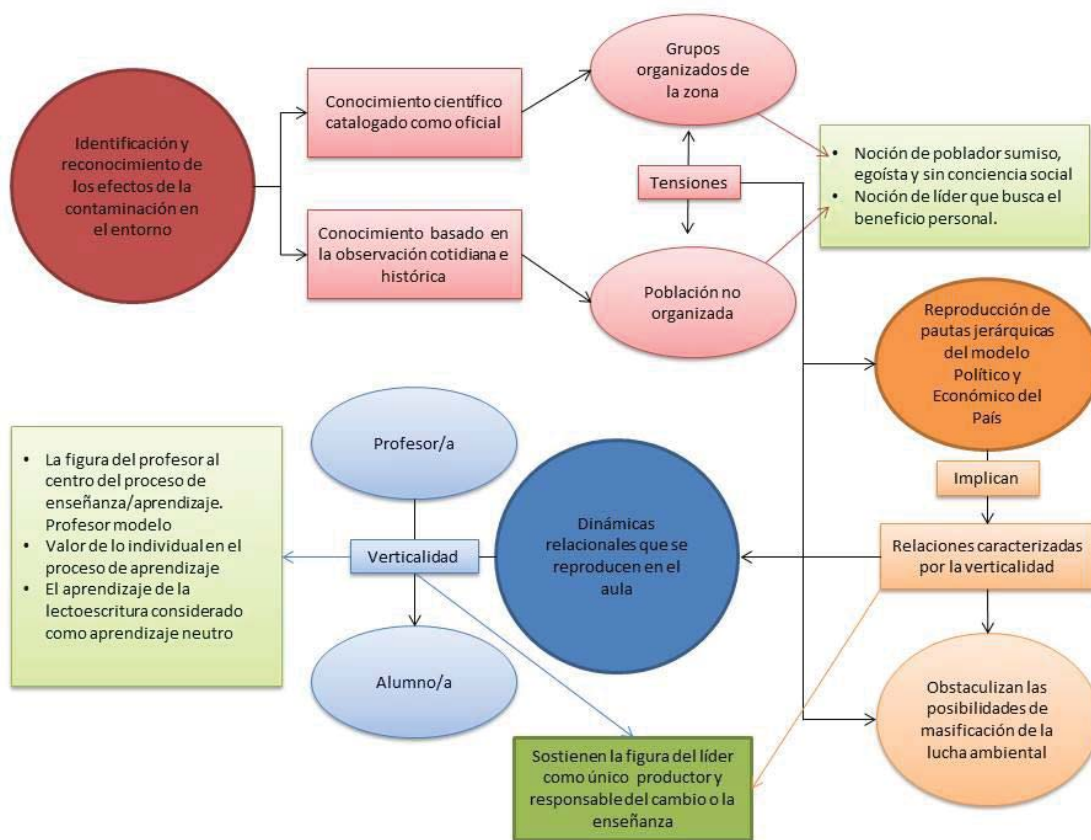 Identificación y
reconocimiento de
los efectos de la
contaminación en
el entorno
Conocimiento científico
catalogado como oficial
Conocimiento basado en
la observación cotidiana e
histórica
Grupos
organizados de
la zona
Tensiones
Población no
organizada
• Noción de poblador sumiso,
egoísta y sin conciencia
social
• Noción de líder que busca el
beneficio personal.
Reproducción de
pautas jerárquicas
del modelo
Político y
Económico del
País
Implican
Relaciones caracterizadas
por la verticalidad
Obstaculizan las
posibilidades de
masificación de la
lucha ambiental
Dinámicas
relacionales que se
reproducen en el
aula
Profesor/a
Verticalidad
Alumno/a
• La figura del profesor al
centro del proceso de
enseñanza/aprendizaje.
Profesor modelo
• Valor de lo individual en el
proceso de aprendizaje
• El aprendizaje de la
lectoescritura considerado
como aprendizaje neutro
Sostienen la figura del líder
como único productor y
responsable del cambio o la
enseñanza